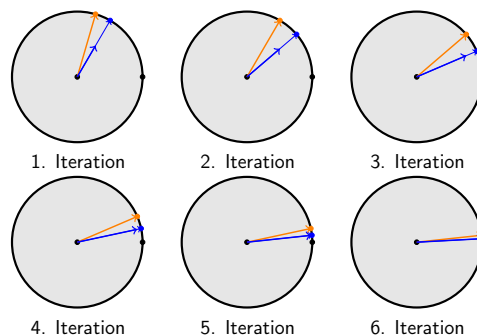 1. Iteration
2. Iteration
3. Iteration
4. Iteration
5. Iteration
6. Iteration